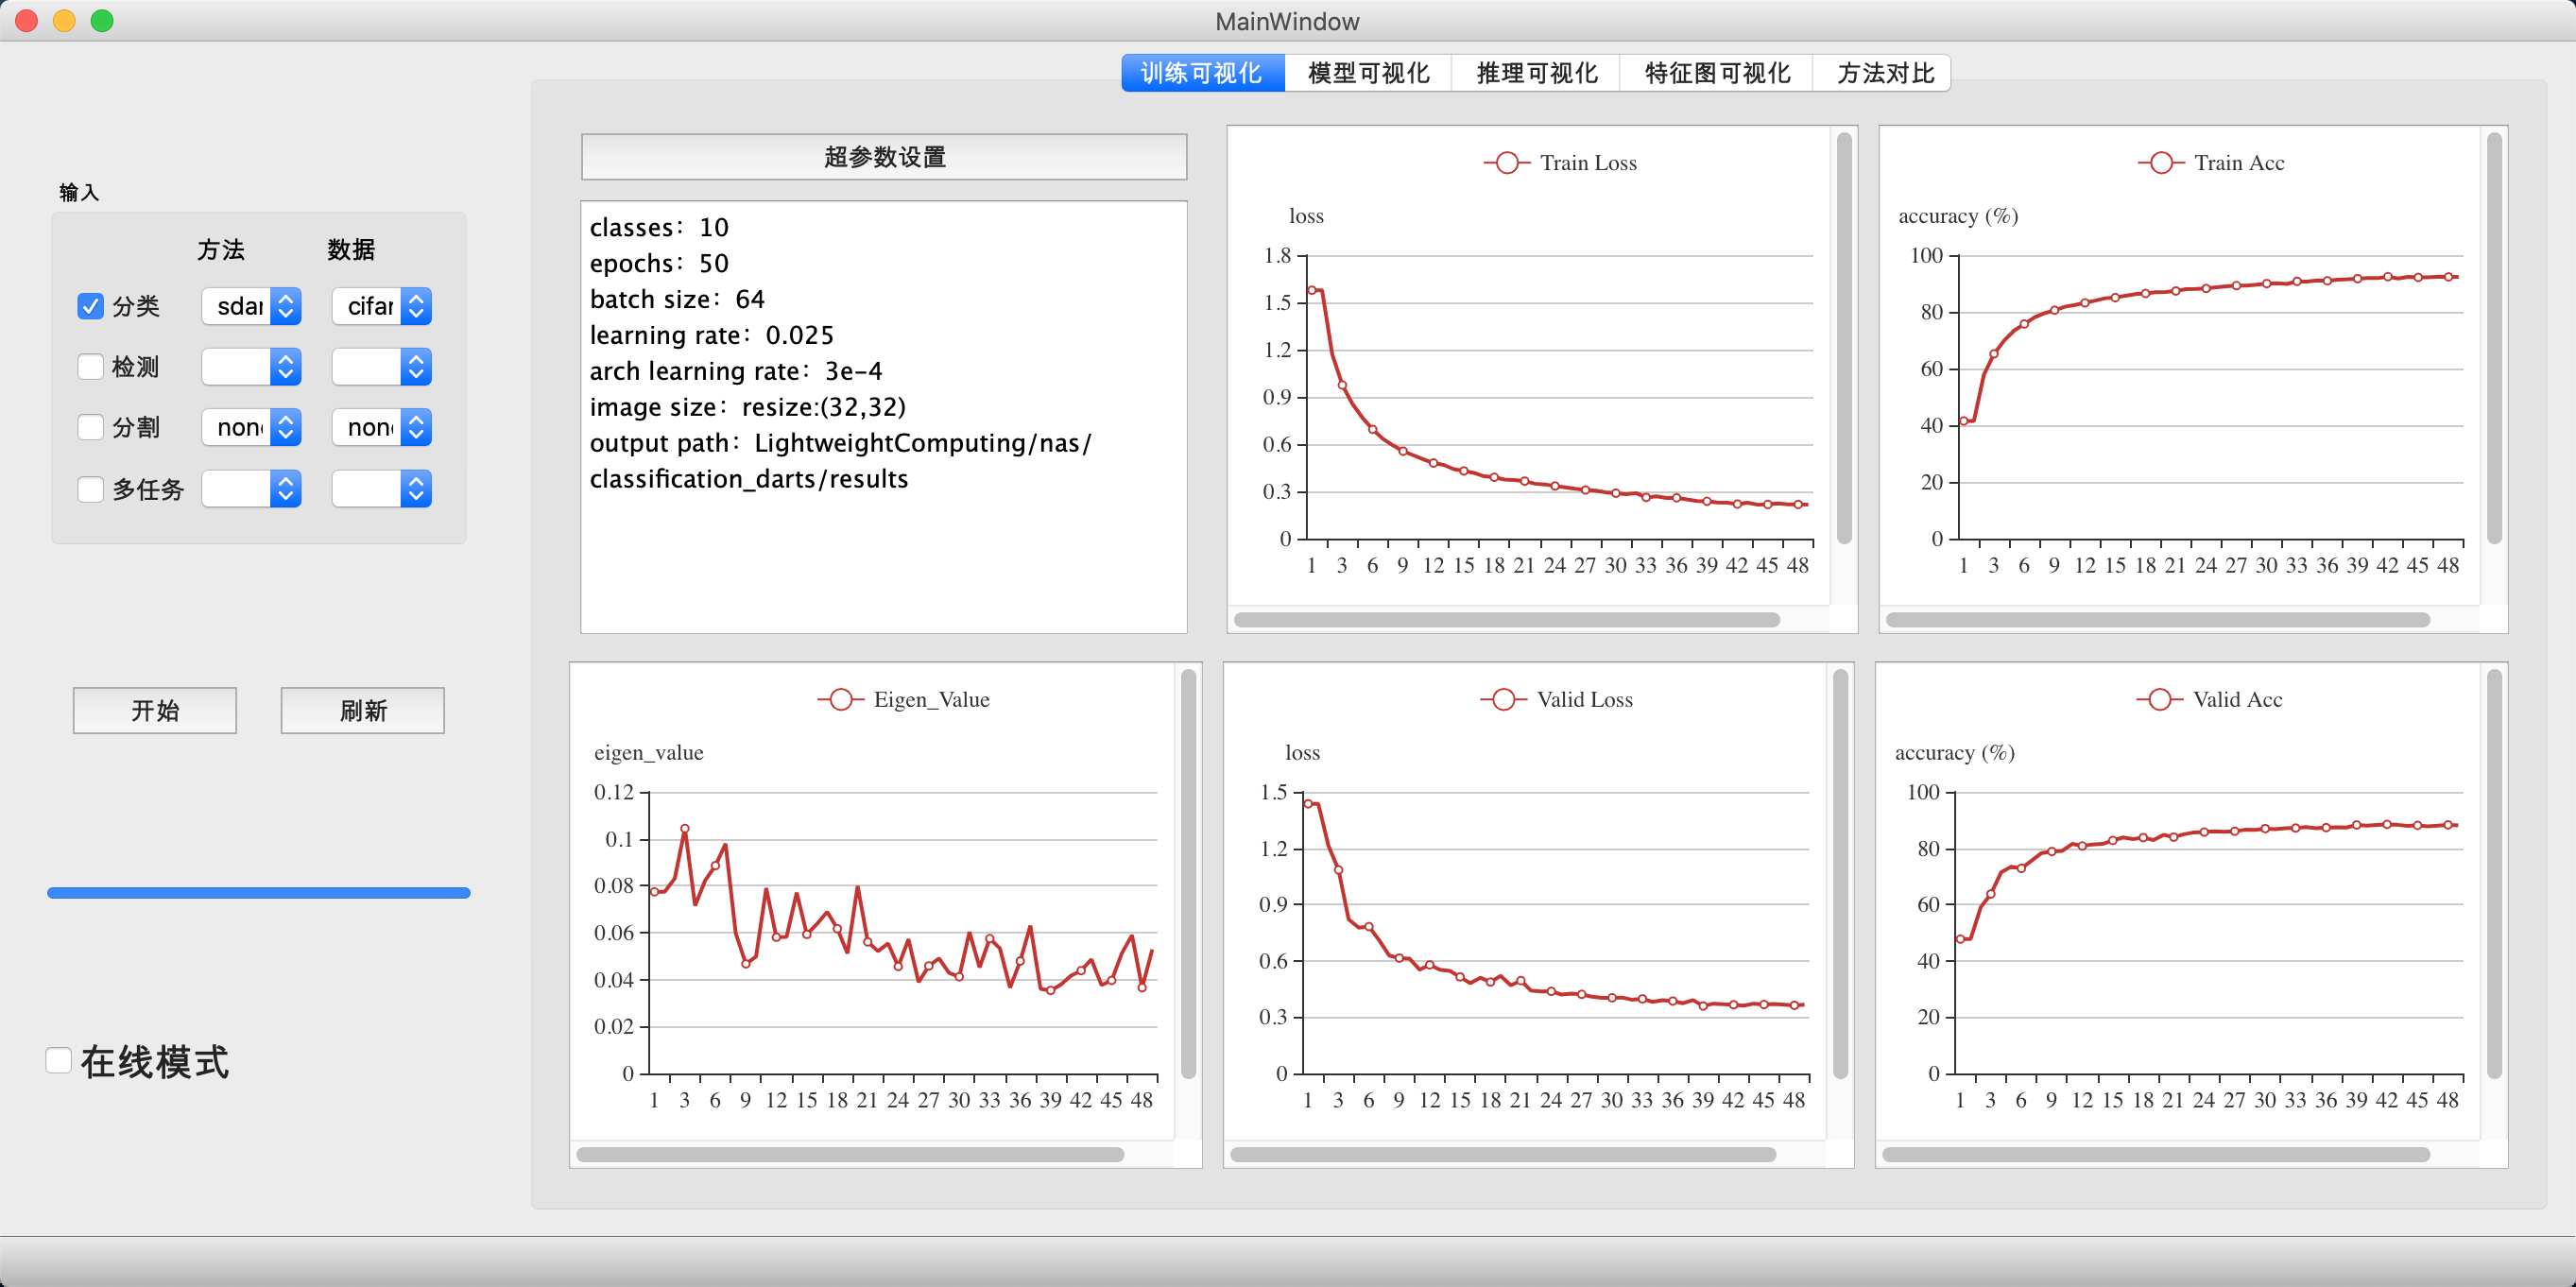 MainWindow
训练可视化 模型可视化 推理可视化 特征图可视化 方法对比
输入
方法 数据
分类 sdar cifar
检测
分割 none none
多任务
开始 刷新
在线模式
超参数设置
classes：10
epochs：50
batch size：64
learning rate：0.025
arch learning rate：3e-4
image size：resize:(32,32)
output path：LightweightComputing/nas/
classification_darts/results
Train Loss
loss
1.8
1.5
1.2
0.9
0.6
0.3
0
1 3 6 9 12 15 18 21 24 27 30 33 36 39 42 45 48
Train Acc
accuracy (%)
100
80
60
40
20
0
1 3 6 9 12 15 18 21 24 27 30 33 36 39 42 45 48
Eigen_Value
eigen_value
0.12
0.1
0.08
0.06
0.04
0.02
0
1 3 6 9 12 15 18 21 24 27 30 33 36 39 42 45 48
Valid Loss
loss
1.5
1.2
0.9
0.6
0.3
0
1 3 6 9 12 15 18 21 24 27 30 33 36 39 42 45 48
Valid Acc
accuracy (%)
100
80
60
40
20
0
1 3 6 9 12 15 18 21 24 27 30 33 36 39 42 45 48